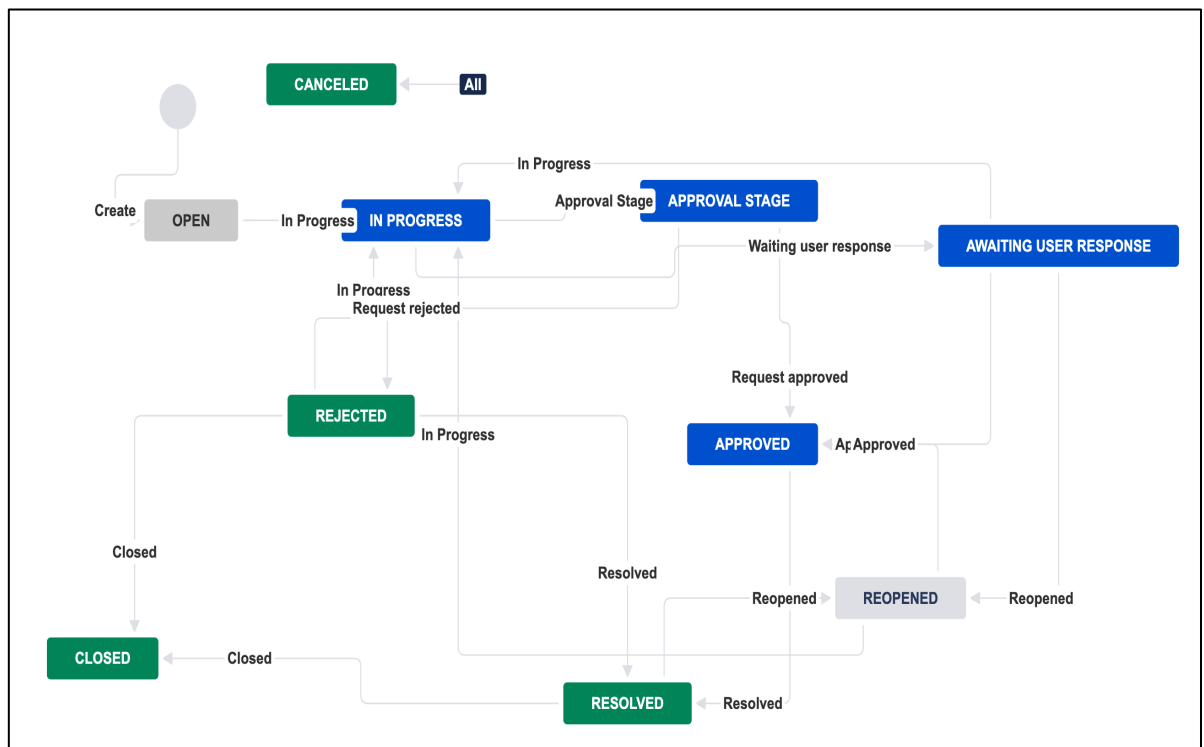 CANCELED
All
In Progress
Create
OPEN
In Progress
IN PROGRESS
Approval Stage
APPROVAL STAGE
Waiting user response
AWAITING USER RESPONSE
In Progress
Request rejected
Request approved
REJECTED
In Progress
APPROVED
Ap
Approved
Closed
Resolved
Reopened
REOPENED
Reopened
CLOSED
Closed
RESOLVED
Resolved